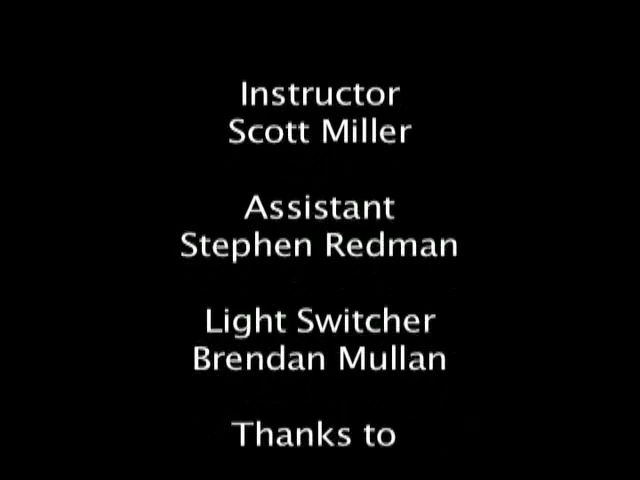 Instructor
Scott Miller
Assistant
Stephen Redman
Light Switcher
Brendan Mullan
Thanks to